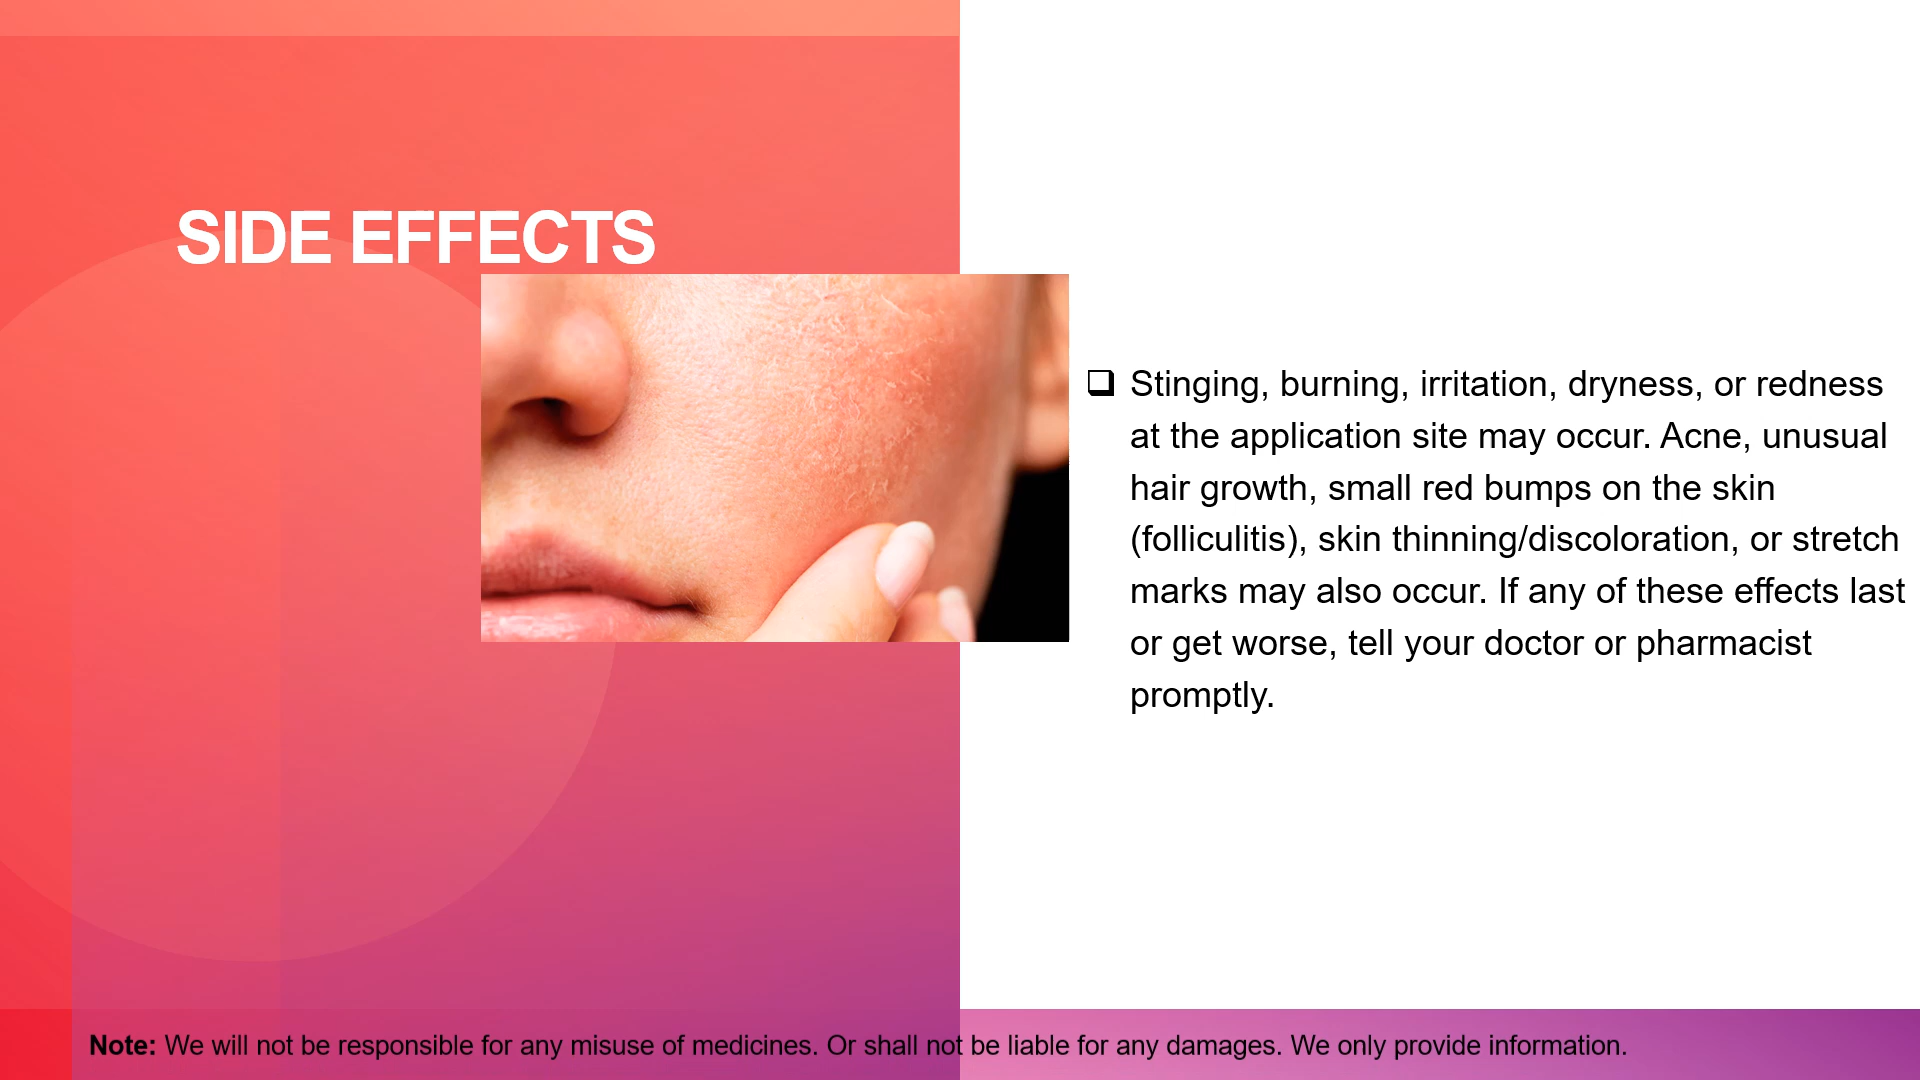 SIDE EFFECTS
❑ Stinging, burning, irritation, dryness, or redness
at the application site may occur. Acne, unusual
hair growth, small red bumps on the skin
(folliculitis), skin thinning/discoloration, or stretch
marks may also occur. If any of these effects last
or get worse, tell your doctor or pharmacist
promptly.
Note: We will not be responsible for any misuse of medicines. Or shall not be liable for any damages. We only provide information.